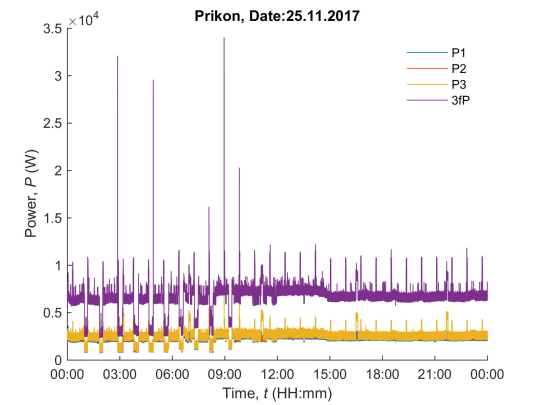 Prikon, Date:25.11.2017
×10⁴
3.5
3
2.5
2
1.5
1
0.5
0
Power, P (W)
P1
P2
P3
3fP
00:00 03:00 06:00 09:00 12:00 15:00 18:00 21:00 00:00
Time, t (HH:mm)